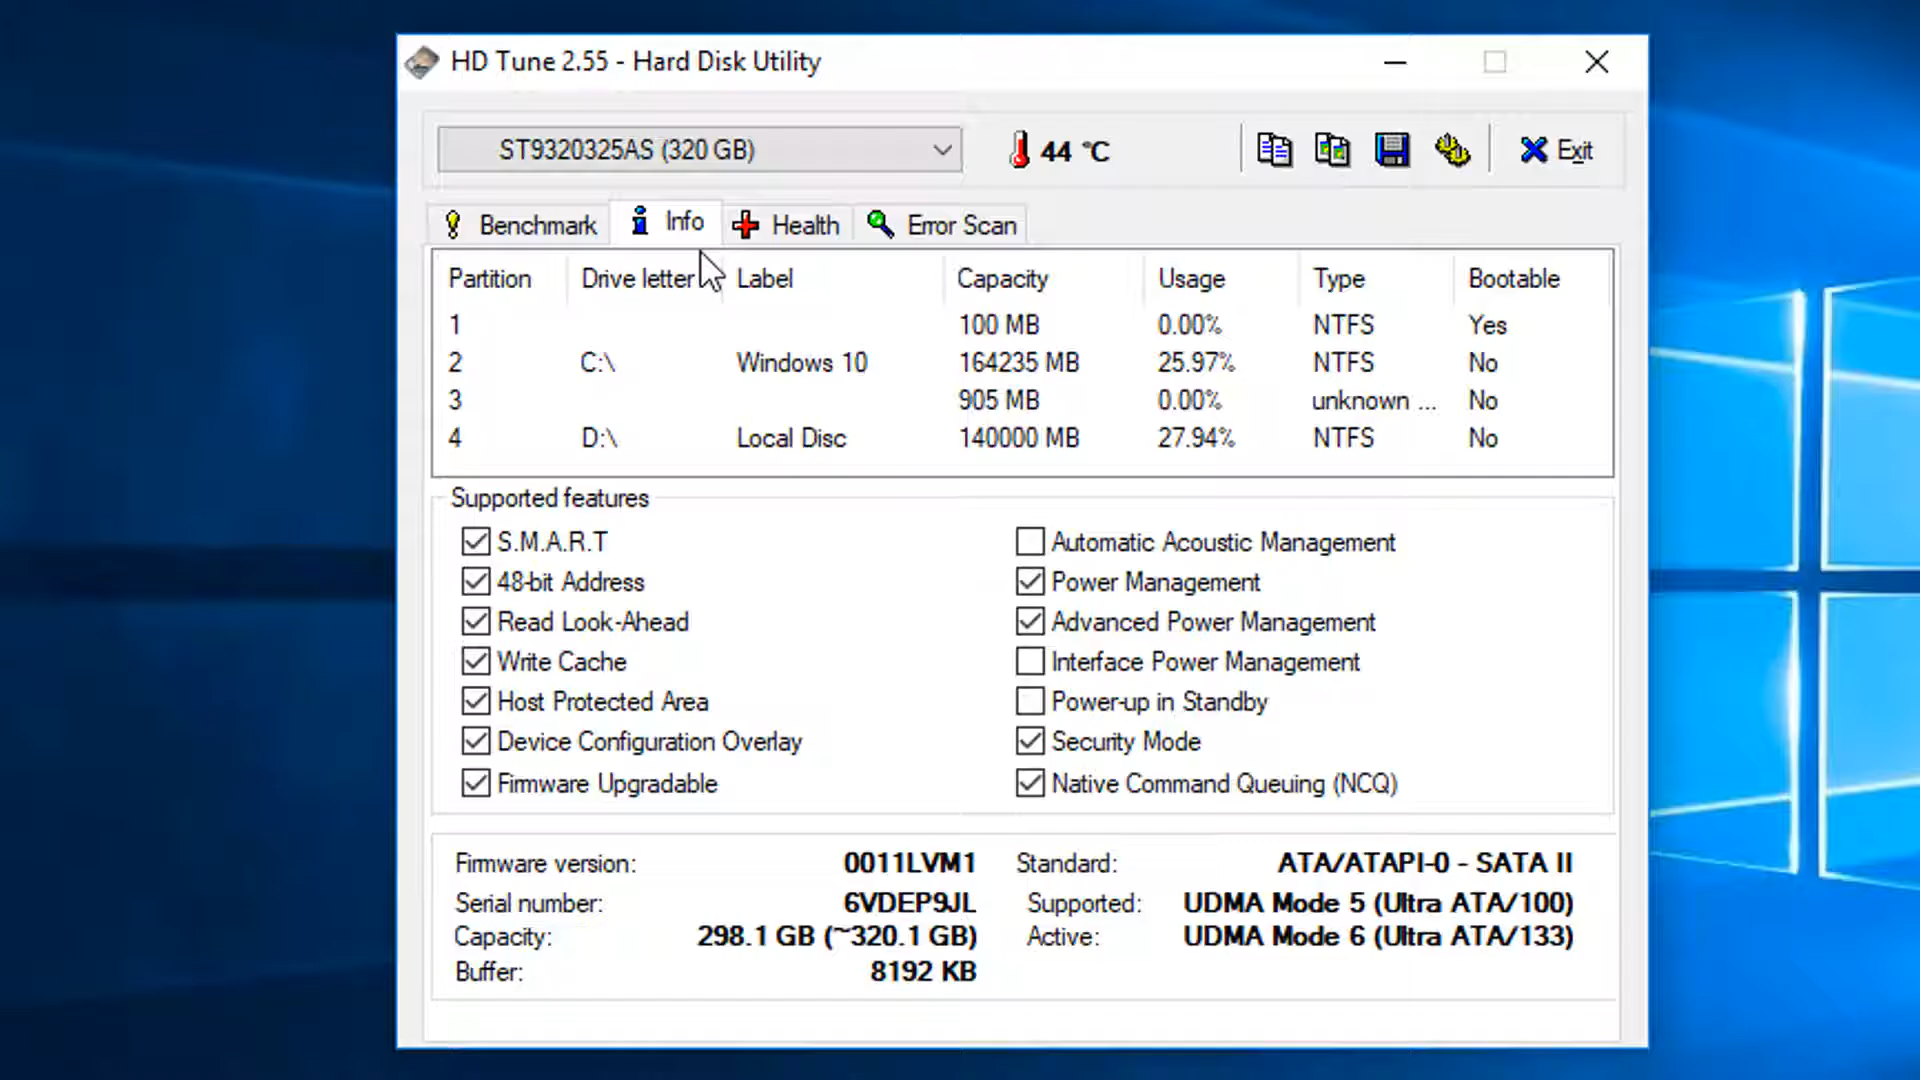 HD Tune 2.55 - Hard Disk Utility
ST9320325AS (320 GB) 44 °C Exit
Benchmark Info Health Error Scan
Partition Drive letter Label Capacity Usage Type Bootable
1 100 MB 0.00% NTFS Yes
2 C:\ Windows 10 164235 MB 25.97% NTFS No
3 905 MB 0.00% unknown ... No
4 D:\ Local Disc 140000 MB 27.94% NTFS No
Supported features
S.M.A.R.T Automatic Acoustic Management
48-bit Address Power Management
Read Look-Ahead Advanced Power Management
Write Cache Interface Power Management
Host Protected Area Power-up in Standby
Device Configuration Overlay Security Mode
Firmware Upgradable Native Command Queuing (NCQ)
Firmware version: 0011LVM1 Standard: ATA/ATAPI-0 - SATA II
Serial number: 6VDEP9JL Supported: UDMA Mode 5 (Ultra ATA/100)
Capacity: 298.1 GB (~320.1 GB) Active: UDMA Mode 6 (Ultra ATA/133)
Buffer: 8192 KB